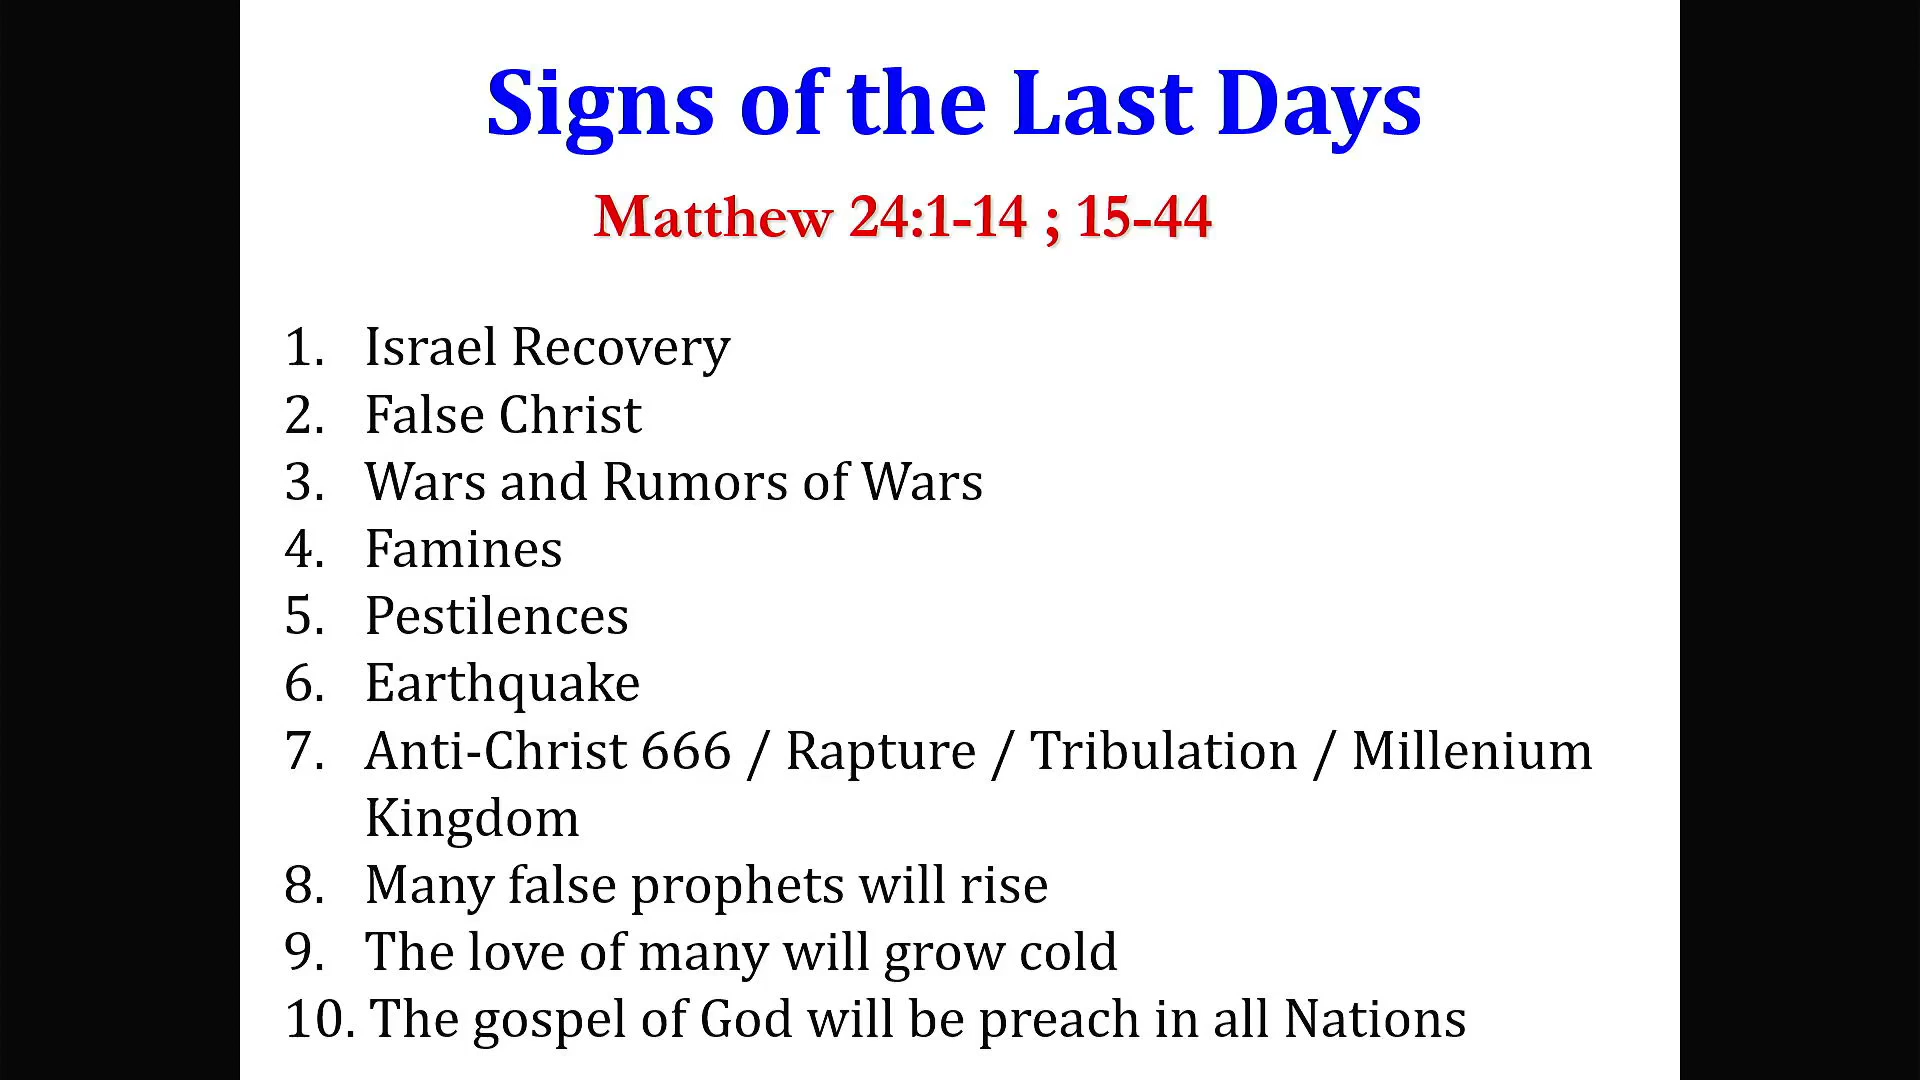 Signs of the Last Days
Matthew 24:1-14 ; 15-44
1. Israel Recovery
2. False Christ
3. Wars and Rumors of Wars
4. Famines
5. Pestilences
6. Earthquake
7. Anti-Christ 666 / Rapture / Tribulation / Millenium
Kingdom
8. Many false prophets will rise
9. The love of many will grow cold
10. The gospel of God will be preach in all Nations